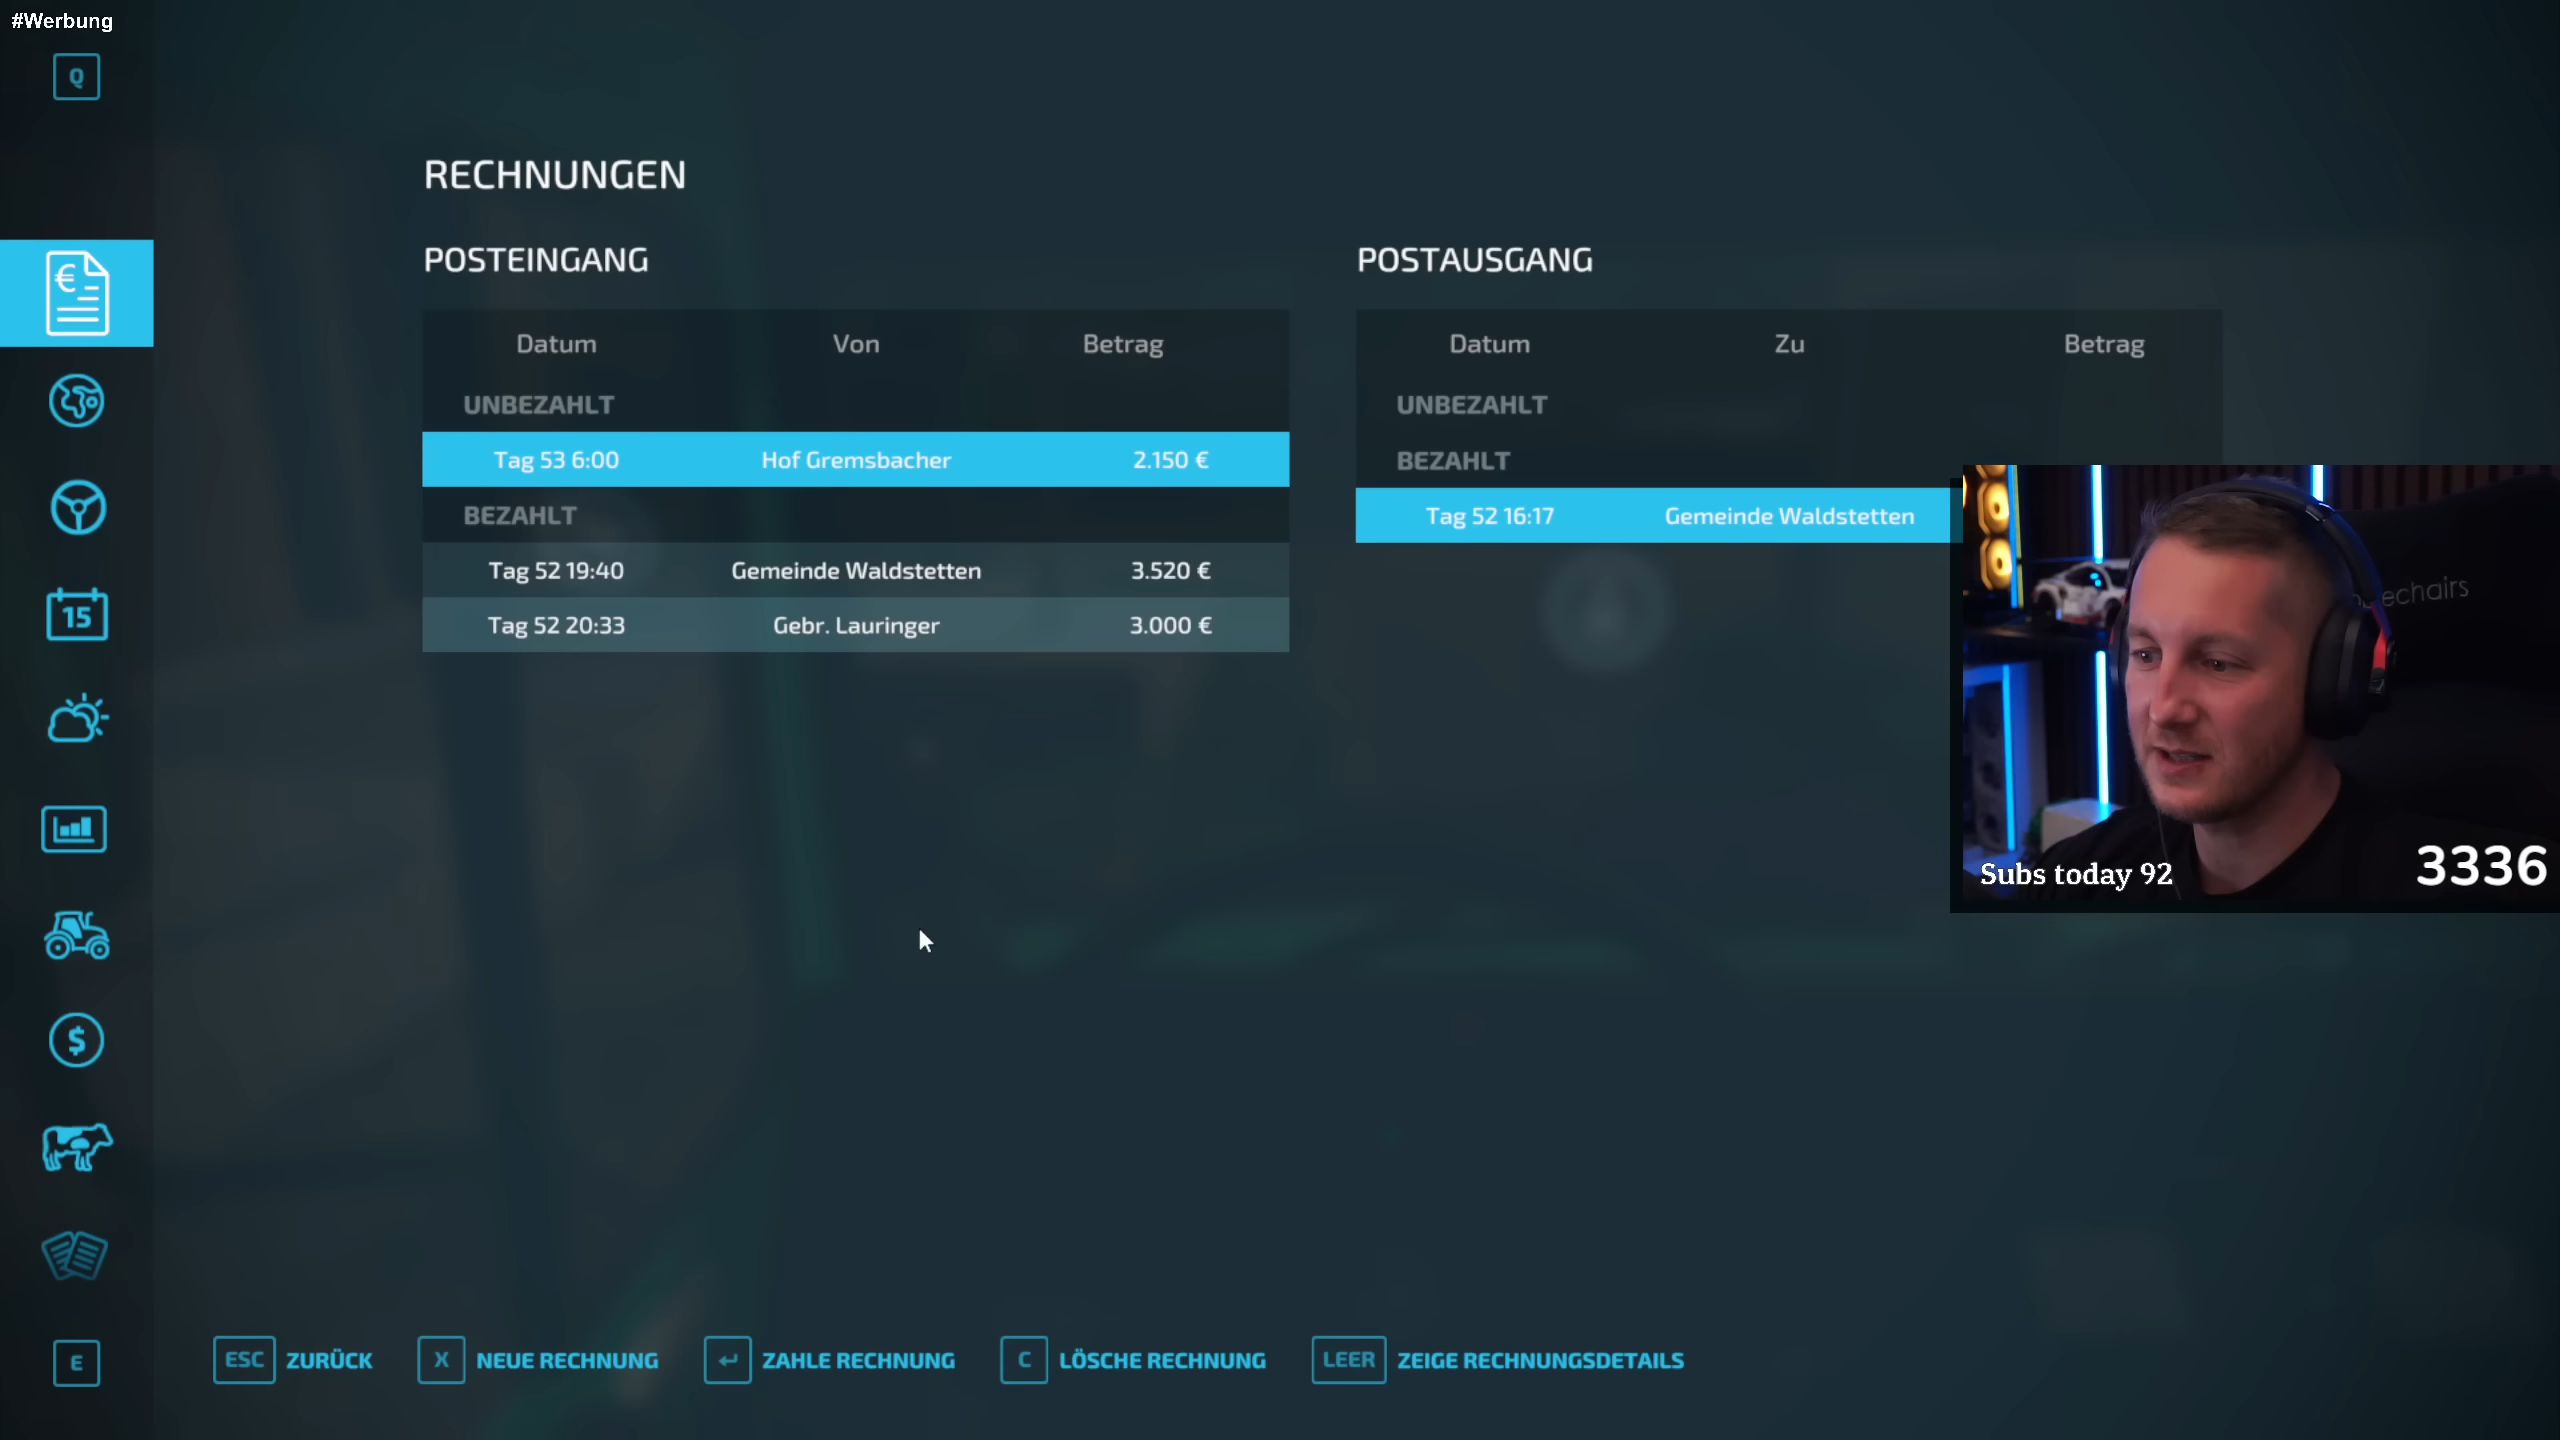 #Werbung
Q
RECHNUNGEN
POSTEINGANG
Datum Von Betrag
UNBEZAHLT
Tag 53 6:00 Hof Gremsbacher 2.150 €
BEZAHLT
Tag 52 19:40 Gemeinde Waldstetten 3.520 €
Tag 52 20:33 Gebr. Lauringer 3.000 €
POSTAUSGANG
Datum Zu Betrag
UNBEZAHLT
BEZAHLT
Tag 52 16:17 Gemeinde Waldstetten
€
15
$
Subs today 92
3336
E
ESC ZURÜCK X NEUE RECHNUNG ZAHLE RECHNUNG C LÖSCHE RECHNUNG LEER ZEIGE RECHNUNGSDETAILS